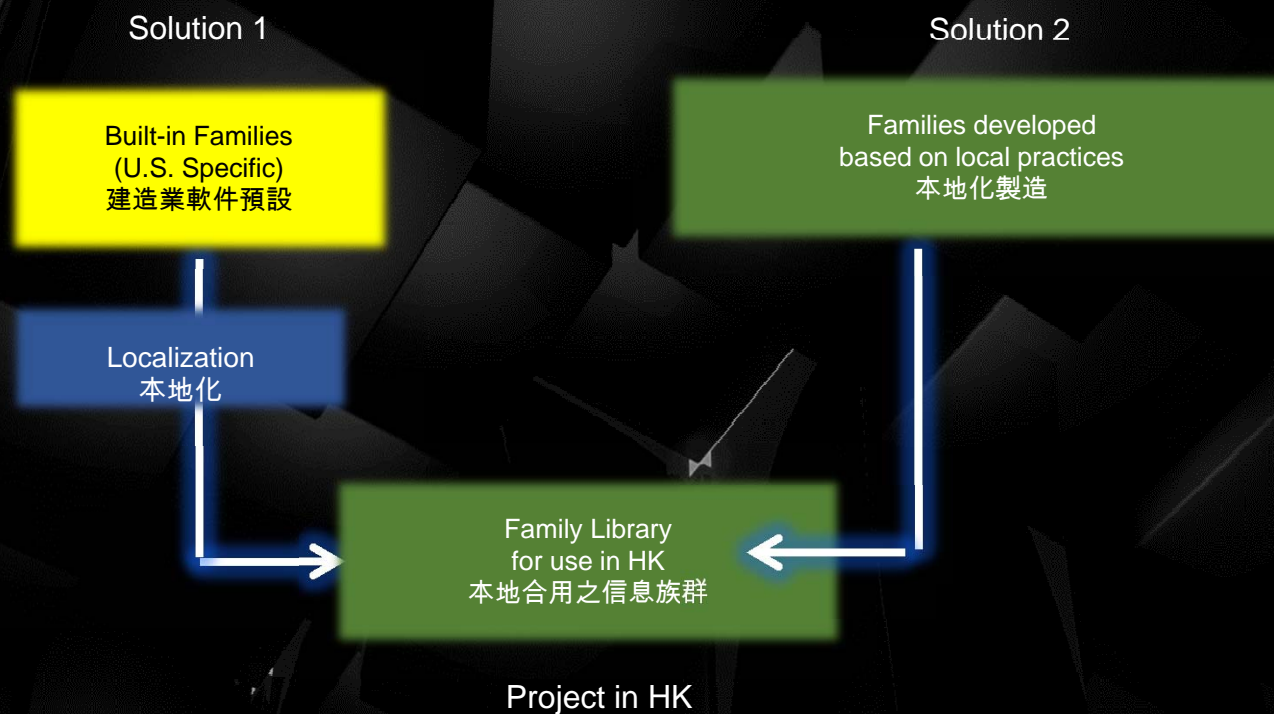 Solution 1
Solution 2
Built-in Families
(U.S. Specific)
建造業軟件預設
Families developed
based on local practices
本地化製造
Localization
本地化
Family Library
for use in HK
本地合用之信息族群
Project in HK